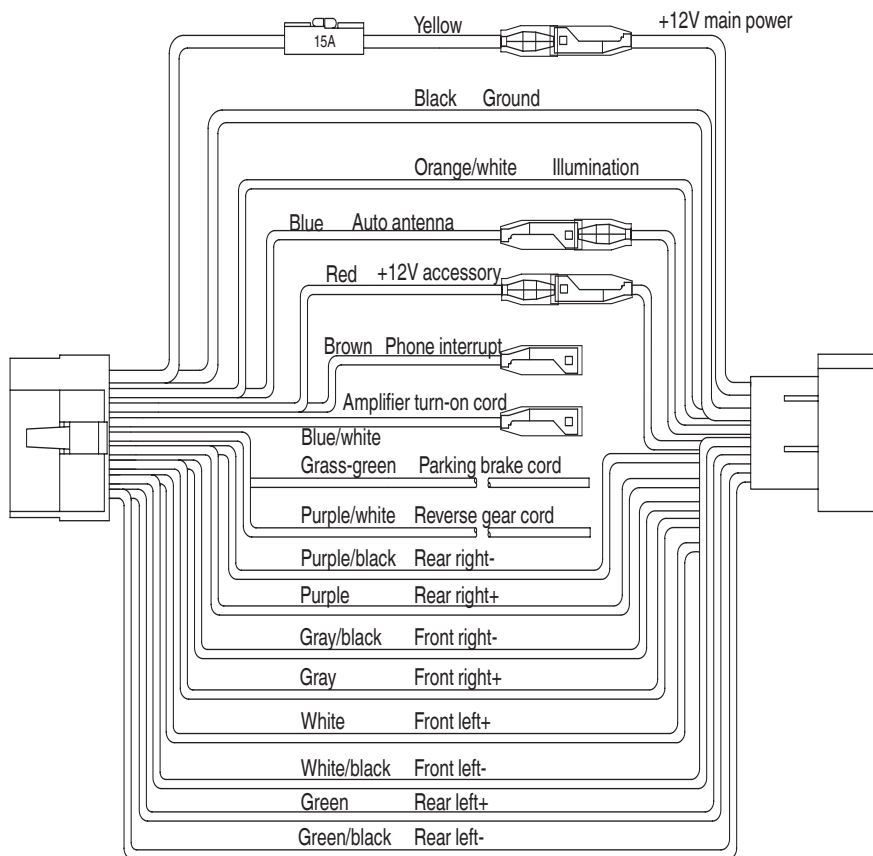 +12V main power
Yellow
15A
Black Ground
Orange/white Illumination
Blue Auto antenna
Red +12V accessory
Brown Phone interrupt
Amplifier turn-on cord
Blue/white
Grass-green Parking brake cord
Purple/white Reverse gear cord
Purple/black Rear right-
Purple Rear right+
Gray/black Front right-
Gray Front right+
White Front left+
White/black Front left-
Green Rear left+
Green/black Rear left-